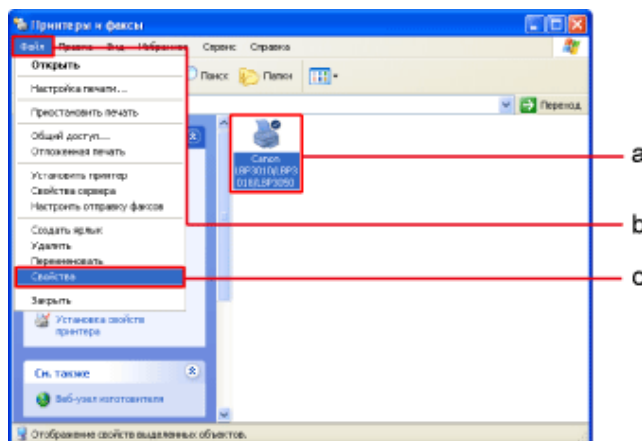 Принтеры и факсы
Файл Правка Вид Избранное Сервис Справка
Открыть
Поиск Папки
Настройка печати...
Приостановить печать
Переход
Общий доступ...
Отложенная печать
Установить принтер
Свойства сервера
Настроить отправку факсов
Создать ярлык
Удалить
Переименовать
Свойства
Закрыть
Canon
LBP3010/LBP3
018/LBP3050
a
b
c
Установка свойств
принтера
См. также
Веб-узел изготовителя
Отображение свойств выделенных объектов.